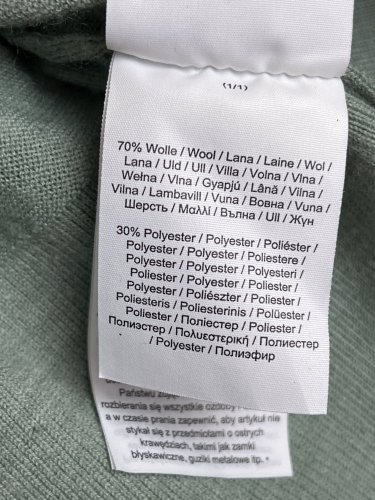 (1/1)
70% Wolle / Wool / Lana / Laine / Wol /
Lana / Uld / Ull / Villa / Volna / Vlna /
Wełna / Vlna / Gyapjú / Lână / Vilna /
Vilna / Lambavill / Vuna / Вовна / Vuna /
Шерсть / Μαλλί / Вълна / Ull / Жүн
30% Polyester / Polyester / Poliéster /
Polyester / Polyester / Poliestere /
Polyester / Polyester / Polyesteri /
Poliester / Polyester / Poliester /
Polyester / Poliészter / Poliester /
Poliesteris / Poliesterinis / Polüester /
Poliester / Поліестер / Poliester /
Полиэстер / Πολυεστερική / Полиестер
/ Polyester / Полиэфир
Państwu zdję
rozbierania się wszystkie ozdoby
a w czasie prania zapewnić, aby artykuł nie
stykał się z przedmiotami o ostrych
krawędziach, takimi jak zamki
błyskawiczne, guziki metalowe itp.